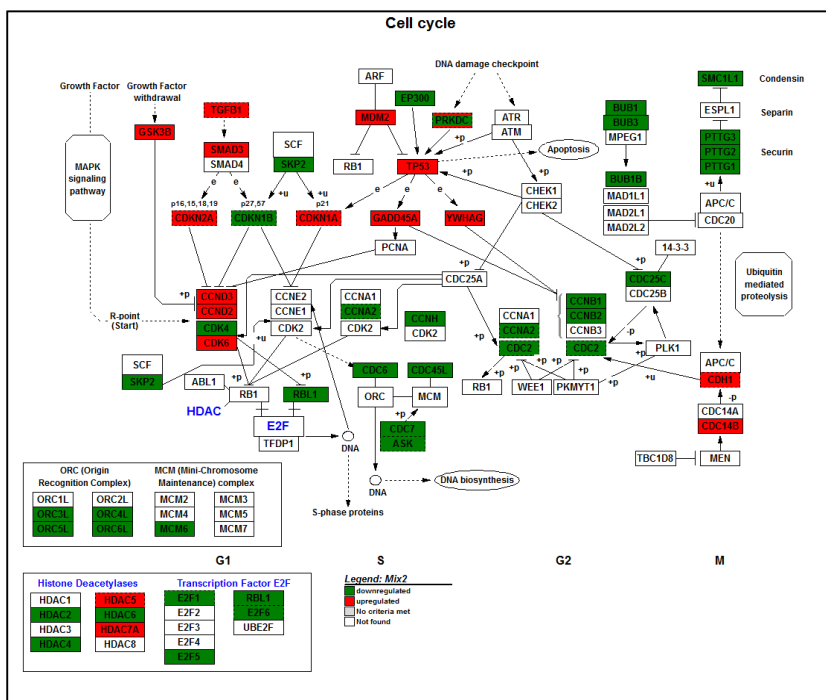 Cell cycle
Growth Factor
Growth Factor
withdrawal
TGFB1
ARF
DNA damage checkpoint
SMC1L1
Condensin
EP300
BUB1
BUB3
MPEG1
ESPL1
Separin
GSK3B
MDM2
PRKDC
ATR
ATM
PTTG3
PTTG2
PTTG1
Securin
MAPK
signaling
pathway
SMAD3
SMAD4
SCF
SKP2
RB1
TP53
+p
Apoptosis
+p
BUB1B
+u
e
e
+u
e
e
e
+p
CHEK1
CHEK2
MAD1L1
MAD2L1
MAD2L2
APC/C
CDC20
p16,15,18,19
p27,57
p21
CDKN2A
CDKN1B
CDKN1A
GADD45A
YWHAG
PCNA
14-3-3
+p
CDC25A
CDC25C
CDC25B
Ubiquitin
mediated
proteolysis
+p
CCND3
CCND2
CDK4
CDK6
CCNE2
CCNE1
CDK2
CCNA1
CCNA2
CDK2
CCNH
CDK2
CCNA1
CCNA2
CDC2
CCNB1
CCNB2
CCNB3
CDC2
R-point
(Start)
+u
+p
-p
PLK1
SCF
SKP2
ABL1
+p
RB1
+p
RBL1
+p
CDC6
CDC45L
ORC
MCM
+p
RB1
+p
WEE1
+p
+p
PKMYT1
+p
+u
APC/C
CDH1
-p
HDAC
E2F
TFDP1
DNA
+p
CDC7
ASK
CDC14A
CDC14B
TBC1D8
MEN
DNA
DNA biosynthesis
S-phase proteins
ORC (Origin
Recognition Complex)
MCM (Mini-Chromosome
Maintenance) complex
ORC1L
ORC2L
MCM2
MCM3
ORC3L
ORC4L
MCM4
MCM5
ORC5L
ORC6L
MCM6
MCM7
G1
S
G2
M
Histone Deacetylases
Transcription Factor E2F
HDAC1
HDAC5
E2F1
RBL1
HDAC2
HDAC6
E2F2
E2F6
HDAC3
HDAC7A
E2F3
UBE2F
HDAC4
HDAC8
E2F4
E2F5
Legend: Mix2
downregulated
upregulated
No criteria met
Not found